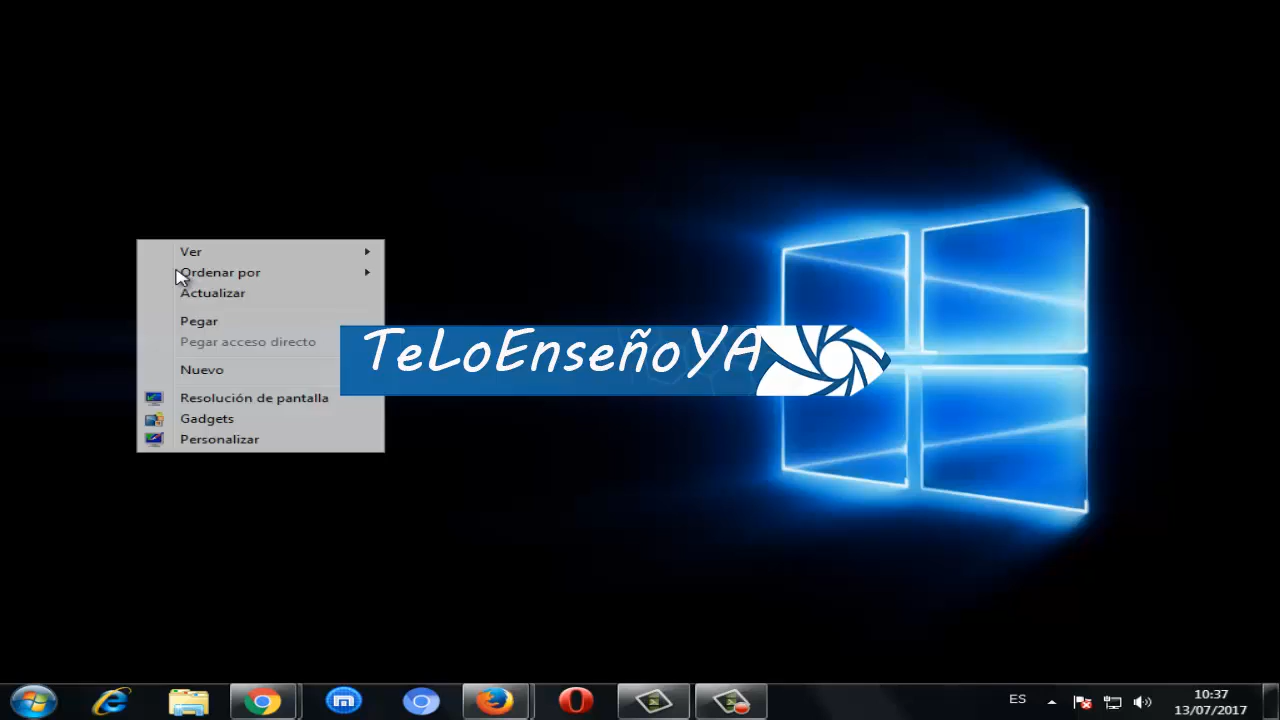 Ver
Ordenar por
Actualizar
Pegar
Pegar acceso directo
Nuevo
Resolución de pantalla
Gadgets
Personalizar
TeLoEnseñoYA
ES
10:37
13/07/2017